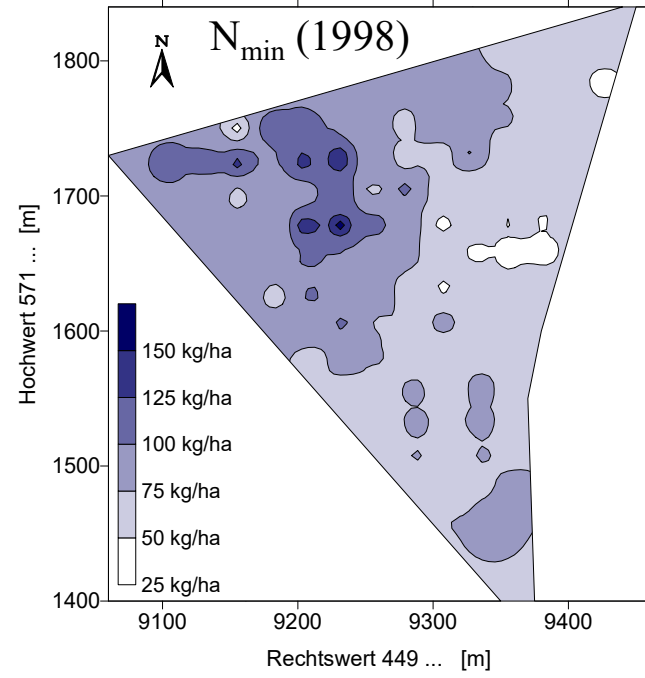 N_min (1998)
N
1800
1700
1600
1500
1400
Hochwert 571 ... [m]
150 kg/ha
125 kg/ha
100 kg/ha
75 kg/ha
50 kg/ha
25 kg/ha
9100 9200 9300 9400
Rechtswert 449 ... [m]